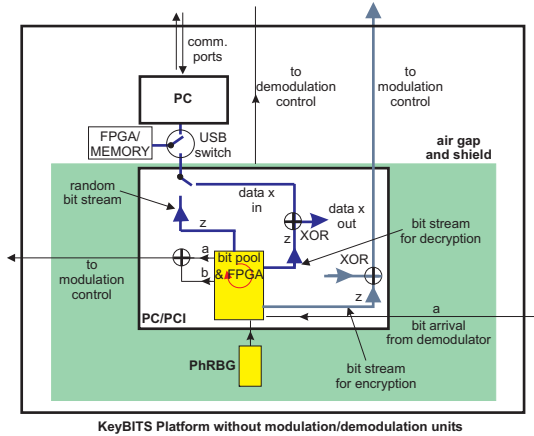 comm.
ports
to
demodulation
control
to
modulation
control
PC
FPGA/
MEMORY
USB
switch
air gap
and shield
random
bit stream
data x
in
data x
out
z
z
XOR
bit stream
for decryption
a
bit pool
& FPGA
b
XOR
to
modulation
control
z
a
bit arrival
from demodulator
PC/PCI
PhRBG
bit stream
for encryption
KeyBITS Platform without modulation/demodulation units